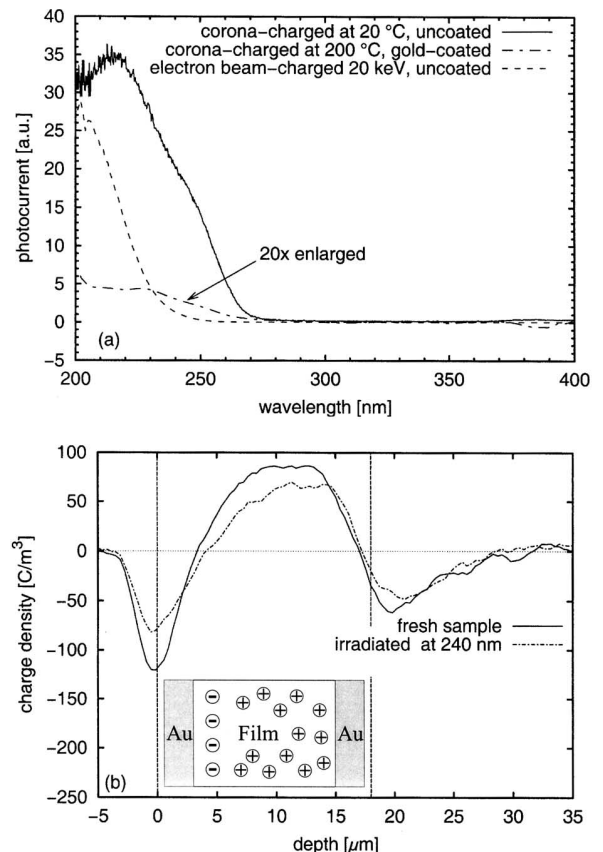 40
35
30
25
20
15
10
5
0
-5
photocurrent [a.u.]
corona-charged at 20 °C, uncoated
corona-charged at 200 °C, gold-coated
electron beam-charged 20 keV, uncoated
20x enlarged
(a)
200 250 300 350 400
wavelength [nm]
100
50
0
-50
-100
-150
-200
-250
charge density [C/m³]
fresh sample
irradiated at 240 nm
Au Film Au
(b)
-5 0 5 10 15 20 25 30 35
depth [µm]